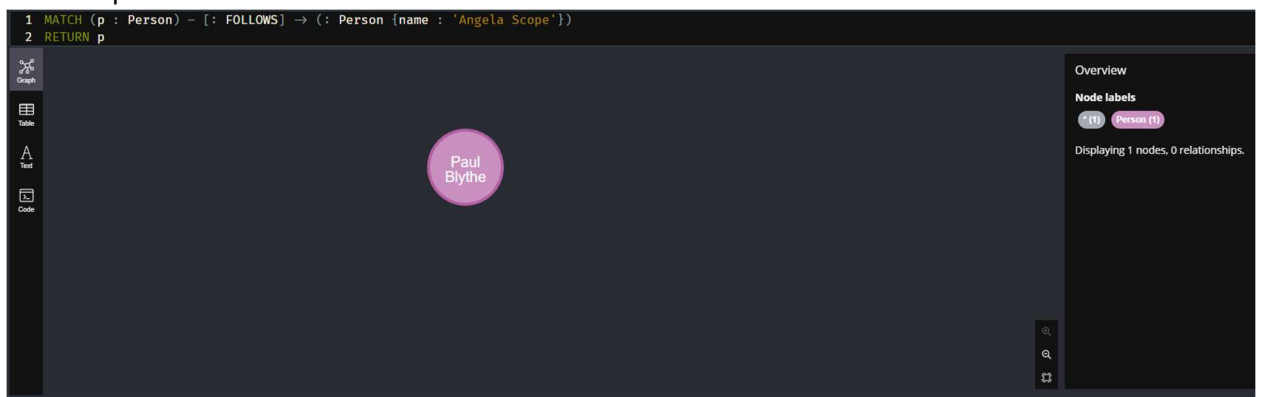 1 MATCH (p : Person) – [: FOLLOWS] → (: Person {name : 'Angela Scope'})
2 RETURN p
Graph
Table
A
Text
Code
Paul
Blythe
Overview
Node labels
* (1) Person (1)
Displaying 1 nodes, 0 relationships.